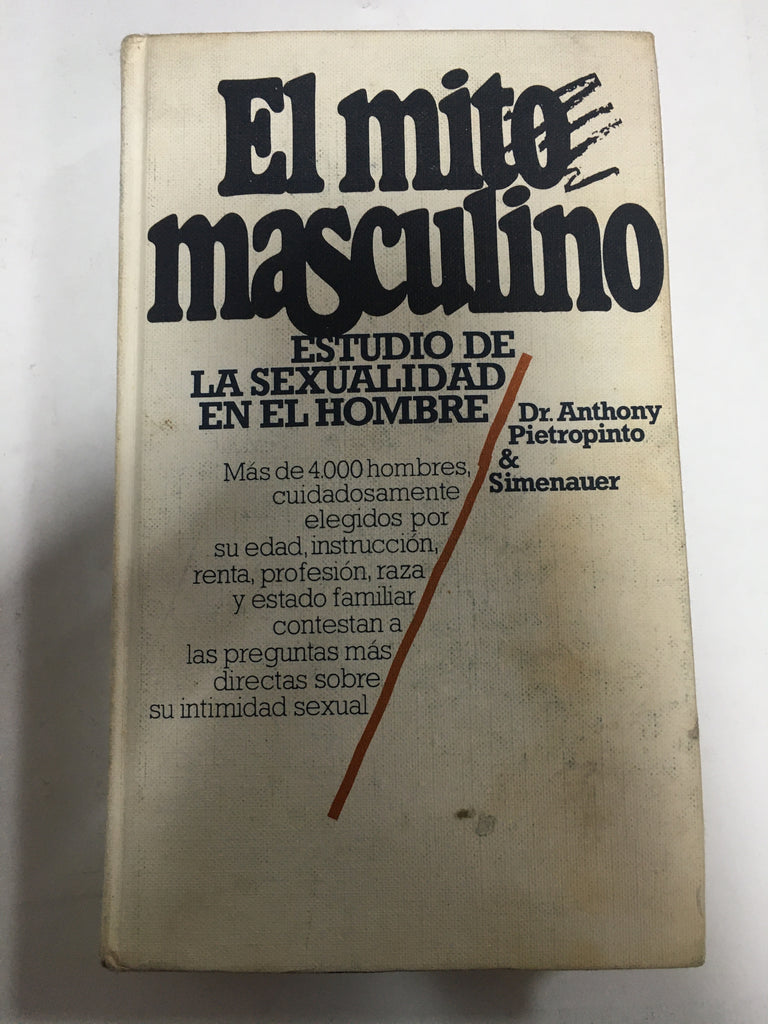 El mito
masculino
ESTUDIO DE
LA SEXUALIDAD
EN EL HOMBRE
Dr. Anthony
Pietropinto
&
Simenauer
Más de 4.000 hombres,
cuidadosamente
elegidos por
su edad, instrucción,
renta, profesión, raza
y estado familiar
contestan a
las preguntas más
directas sobre
su intimidad sexual